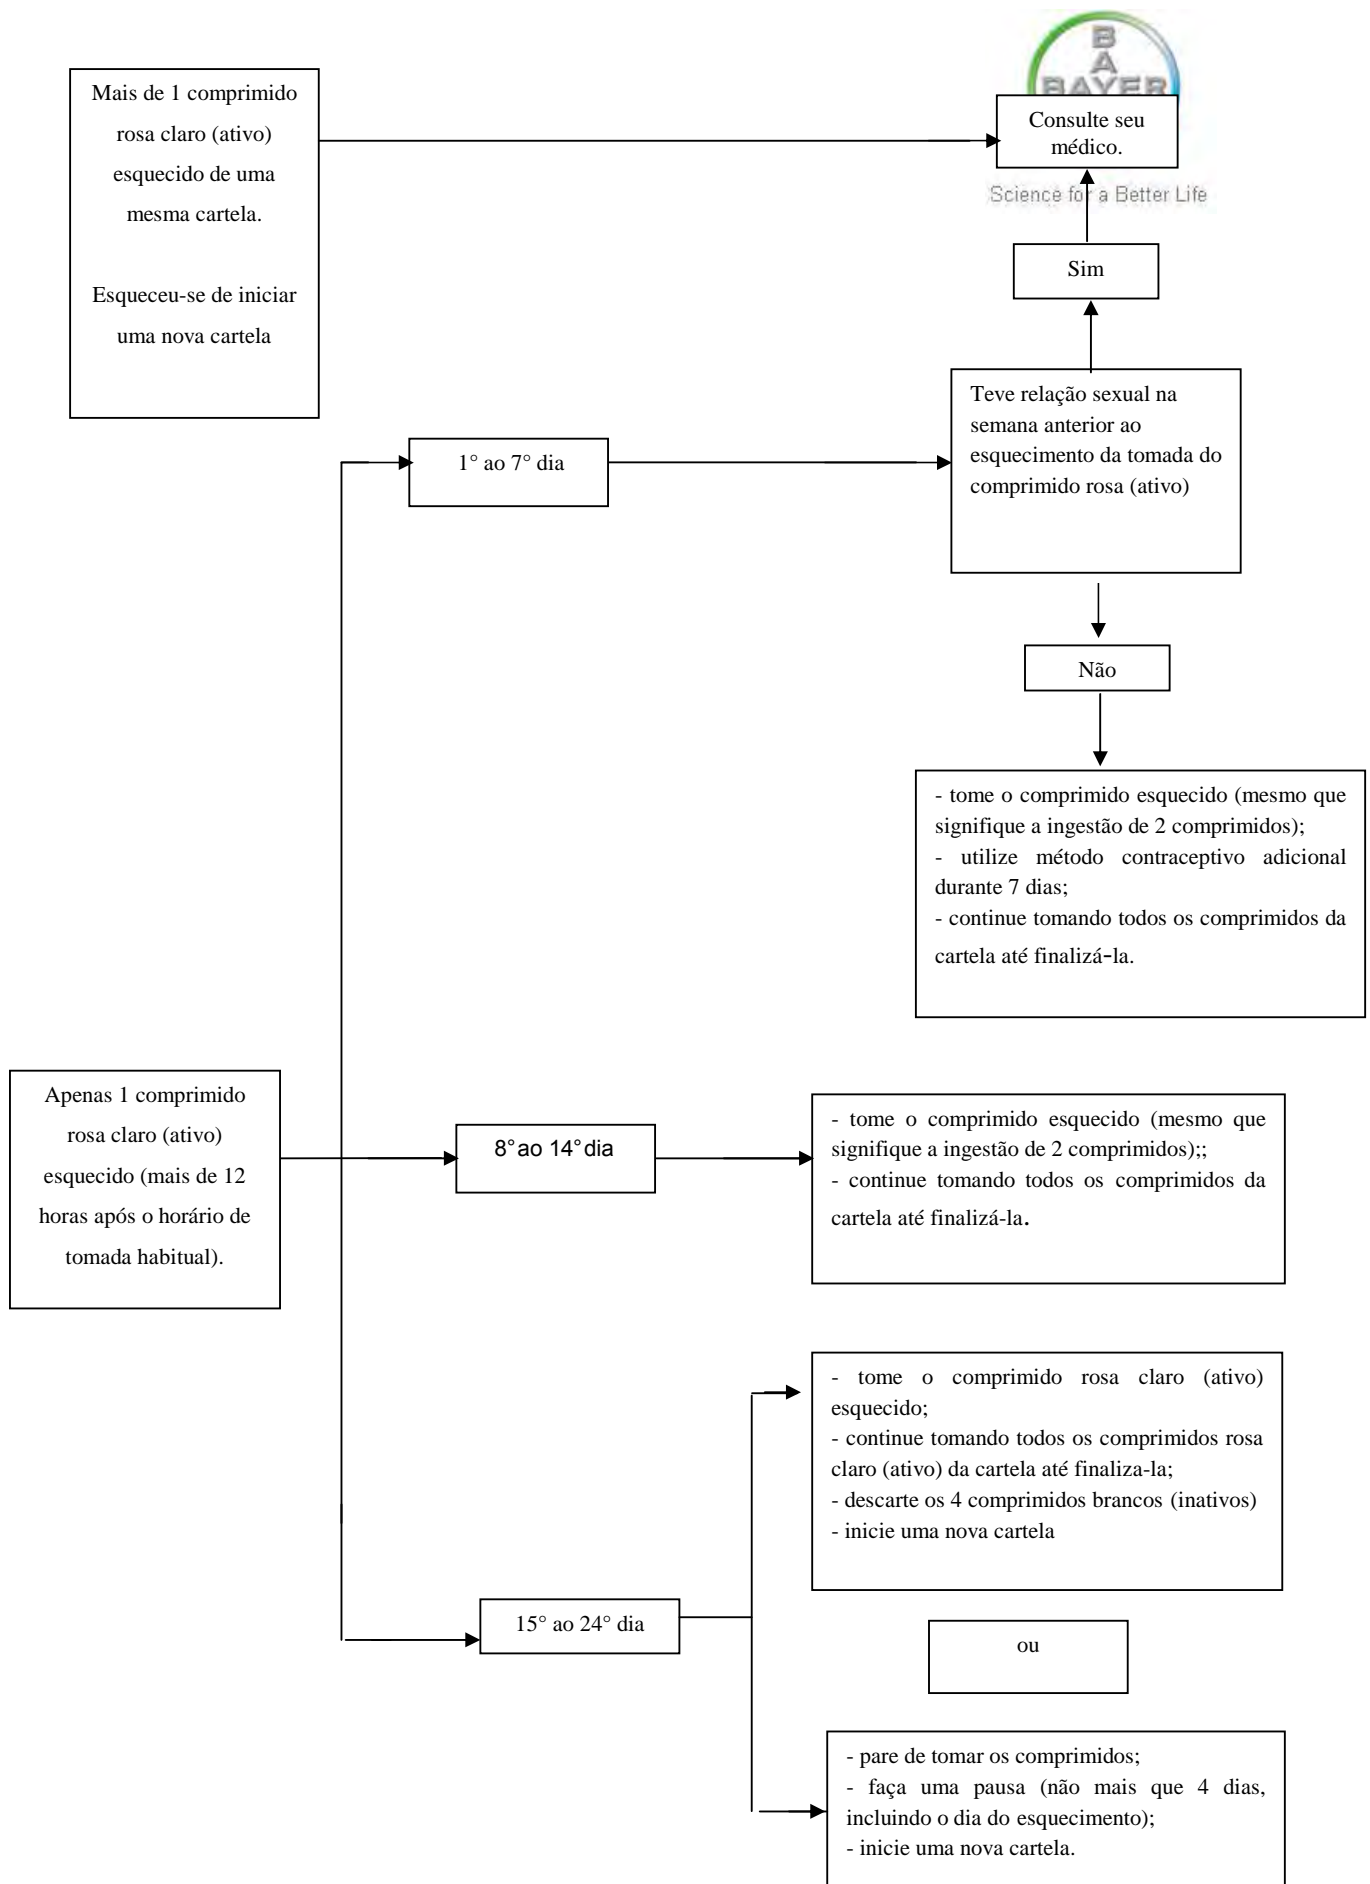 B
A
BAYER
Mais de 1 comprimido
rosa claro (ativo)
esquecido de uma
mesma cartela.
Esqueceu-se de iniciar
uma nova cartela
Consulte seu
médico.
Science for a Better Life
Sim
Teve relação sexual na
semana anterior ao
esquecimento da tomada do
comprimido rosa (ativo)
1° ao 7° dia
Não
- tome o comprimido esquecido (mesmo que
signifique a ingestão de 2 comprimidos);
- utilize método contraceptivo adicional
durante 7 dias;
- continue tomando todos os comprimidos da
cartela até finalizá-la.
Apenas 1 comprimido
rosa claro (ativo)
esquecido (mais de 12
horas após o horário de
tomada habitual).
8° ao 14° dia
- tome o comprimido esquecido (mesmo que
signifique a ingestão de 2 comprimidos);;
- continue tomando todos os comprimidos da
cartela até finalizá-la.
15° ao 24° dia
- tome o comprimido rosa claro (ativo)
esquecido;
- continue tomando todos os comprimidos rosa
claro (ativo) da cartela até finaliza-la;
- descarte os 4 comprimidos brancos (inativos)
- inicie uma nova cartela
ou
- pare de tomar os comprimidos;
- faça uma pausa (não mais que 4 dias,
incluindo o dia do esquecimento);
- inicie uma nova cartela.